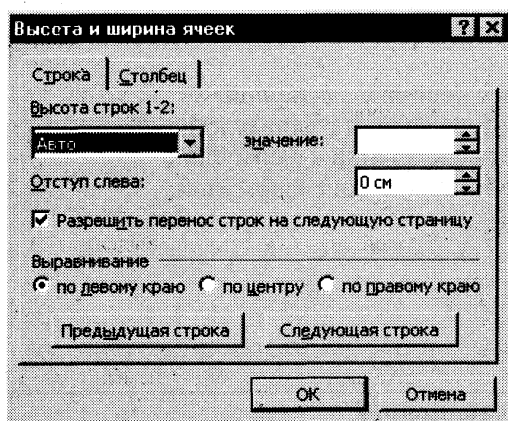 Высота и ширина ячеек ? X
Строка Столбец
Высота строк 1-2:
Авто значение:
Отступ слева: 0 см
Разрешить перенос строк на следующую страницу
Выравнивание
по левому краю по центру по правому краю
Предыдущая строка Следующая строка
ОК Отмена